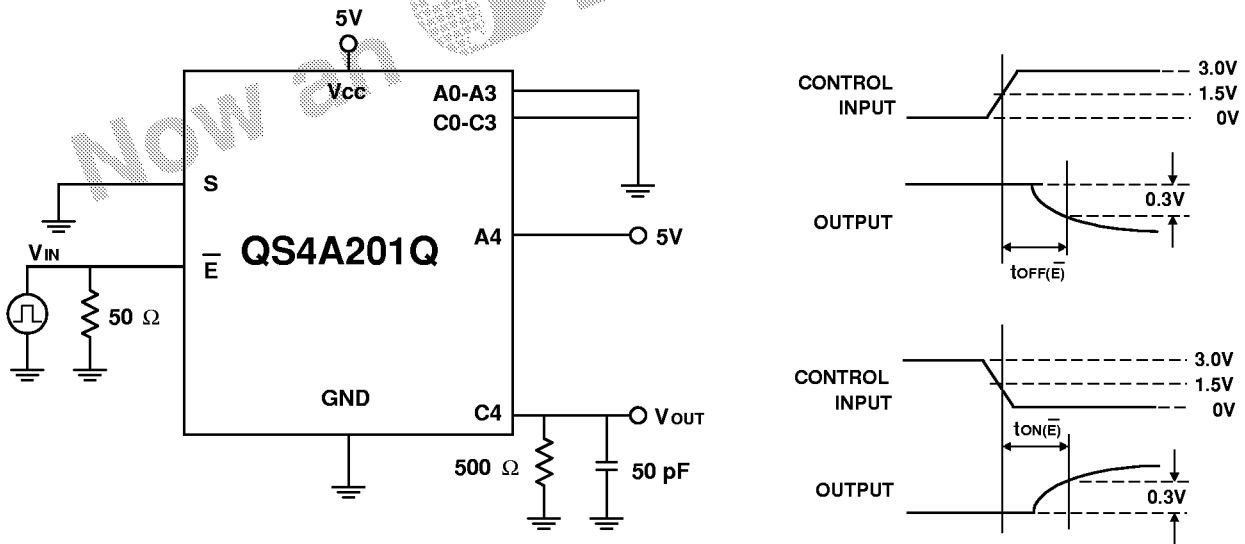 5V
Now an
Vcc
A0-A3
C0-C3
S
A4
5V
QS4A201Q
VIN
E
50 Ω
GND
C4
VOUT
500 Ω
50 pF
CONTROL
INPUT
3.0V
1.5V
0V
OUTPUT
0.3V
tOFF(E)
CONTROL
INPUT
3.0V
1.5V
0V
tON(E)
OUTPUT
0.3V